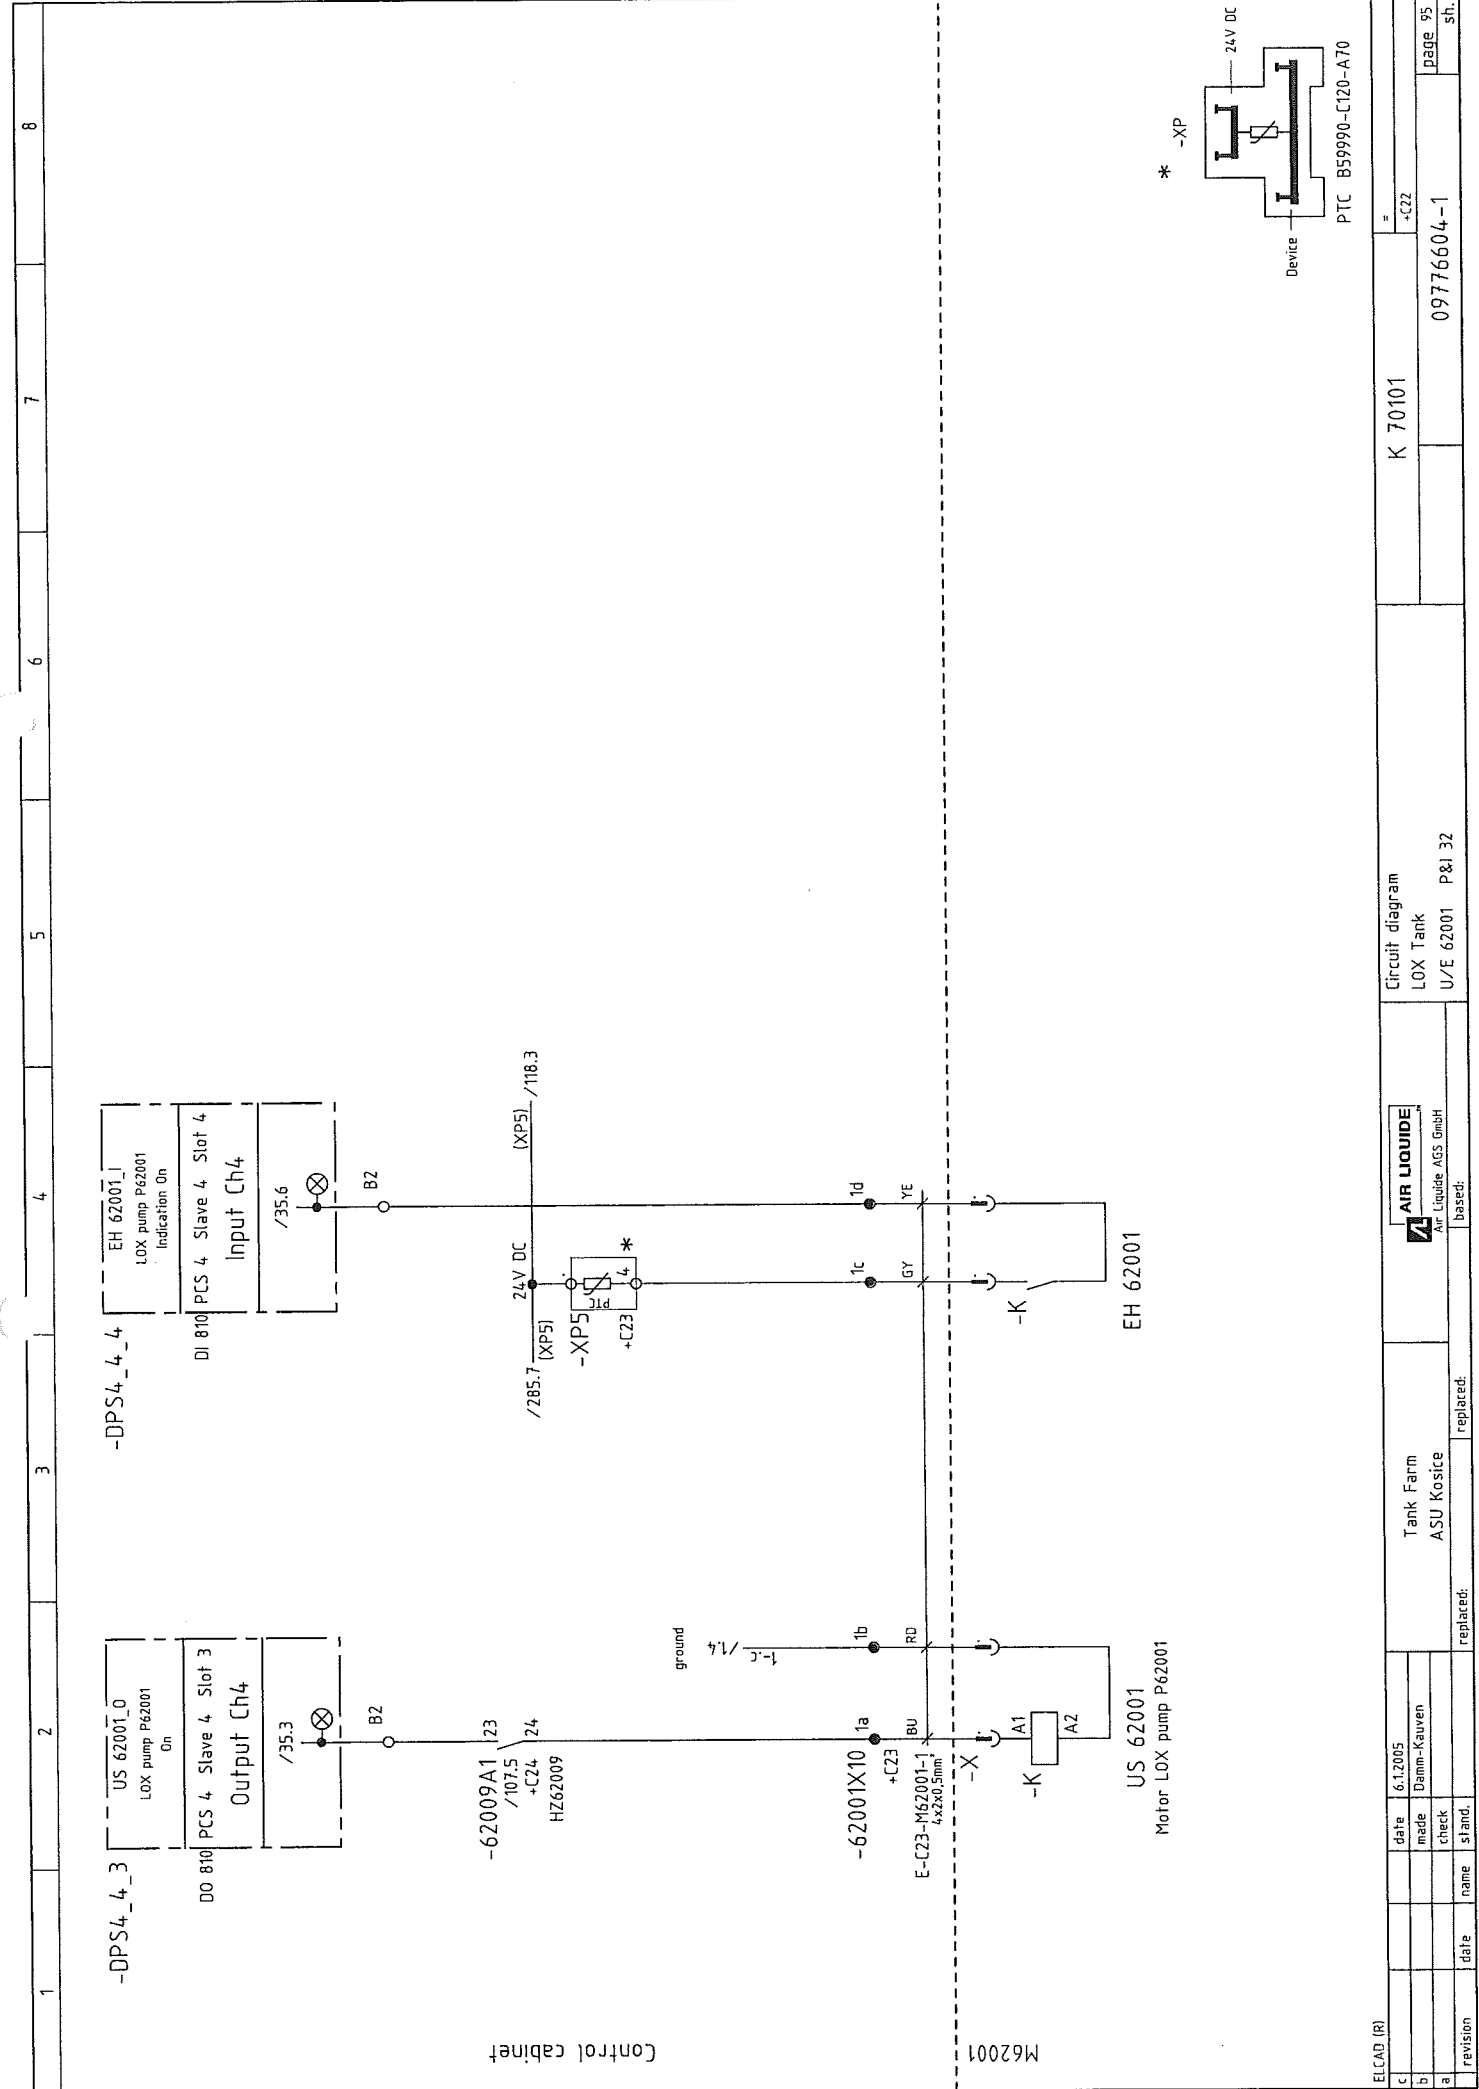 1
2
3
4
5
6
7
8
-DPS4_4_3
US 62001_O
LOX pump P62001
On
DO 810 PCS 4 Slave 4 Slot 3
Output Ch4
/35.3
B2
-62009A1
/107.5
+C24
HZ62009
23
24
ground
1-.C /1.4
-62001X10
+C23
1a
1b
E-C23-M62001-1
4x2x0,5mm²
BU
RD
-X
-K
A1
A2
US 62001
Motor LOX pump P62001
-DPS4_4_4
EH 62001_I
LOX pump P62001
Indication On
DI 810 PCS 4 Slave 4 Slot 4
Input Ch4
/35.6
B2
/285.7
(XP5)
24V DC
(XP5)
/118.3
-XP5
+C23
PTC
4
*
1c
1d
GY
YE
-K
EH 62001
Control cabinet
M62001
*
-XP
24V DC
Device
PTC B59990-C120-A70
ELCAD (R)
c
b
a
revision
date
name
date
6.1.2005
made
Damm-Kauven
check
stand.
Tank Farm
ASU Kosice
replaced:
replaced:
AIR LIQUIDE
Air Liquide AGS GmbH
based:
Circuit diagram
LOX Tank
U/E 62001 P&I 32
K 70101
=
+C22
09776604-1
page 95
sh.